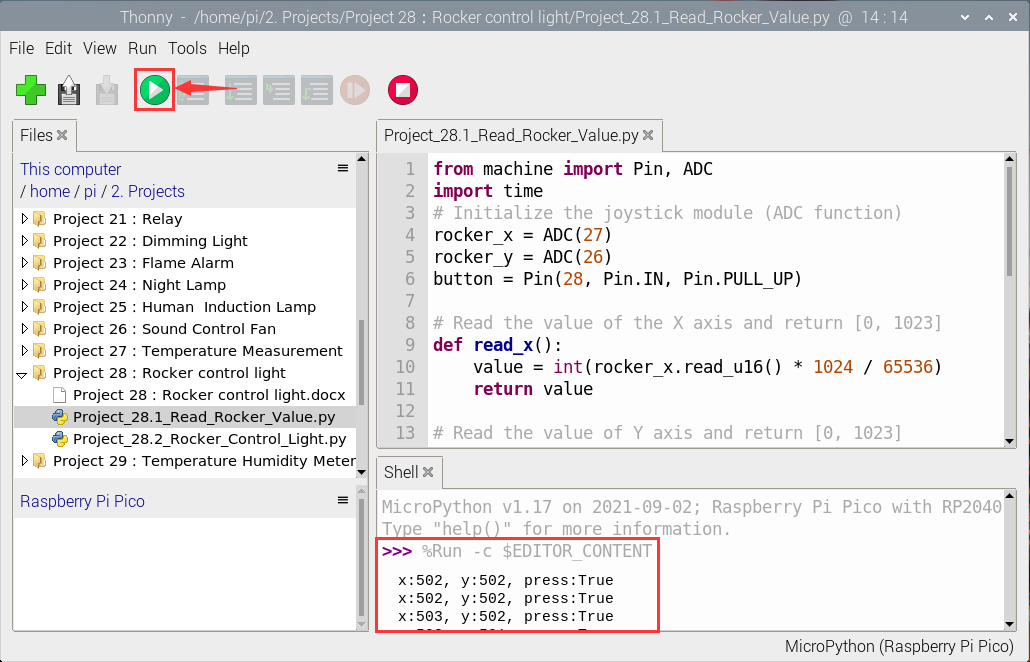 Thonny - /home/pi/2. Projects/Project 28 : Rocker control light/Project_28.1_Read_Rocker_Value.py @ 14 : 14
File Edit View Run Tools Help
Files
This computer
/ home / pi / 2. Projects
Project 21 : Relay
Project 22 : Dimming Light
Project 23 : Flame Alarm
Project 24 : Night Lamp
Project 25 : Human Induction Lamp
Project 26 : Sound Control Fan
Project 27 : Temperature Measurement
Project 28 : Rocker control light
Project 28 : Rocker control light.docx
Project_28.1_Read_Rocker_Value.py
Project_28.2_Rocker_Control_Light.py
Project 29 : Temperature Humidity Meter
Raspberry Pi Pico
Project_28.1_Read_Rocker_Value.py
1 from machine import Pin, ADC
2 import time
3 # Initialize the joystick module (ADC function)
4 rocker_x = ADC(27)
5 rocker_y = ADC(26)
6 button = Pin(28, Pin.IN, Pin.PULL_UP)
7
8 # Read the value of the X axis and return [0, 1023]
9 def read_x():
10 value = int(rocker_x.read_u16() * 1024 / 65536)
11 return value
12
13 # Read the value of Y axis and return [0, 1023]
Shell
MicroPython v1.17 on 2021-09-02; Raspberry Pi Pico with RP2040
Type "help()" for more information.
>>> %Run -c $EDITOR_CONTENT
x:502, y:502, press:True
x:502, y:502, press:True
x:503, y:502, press:True
MicroPython (Raspberry Pi Pico)